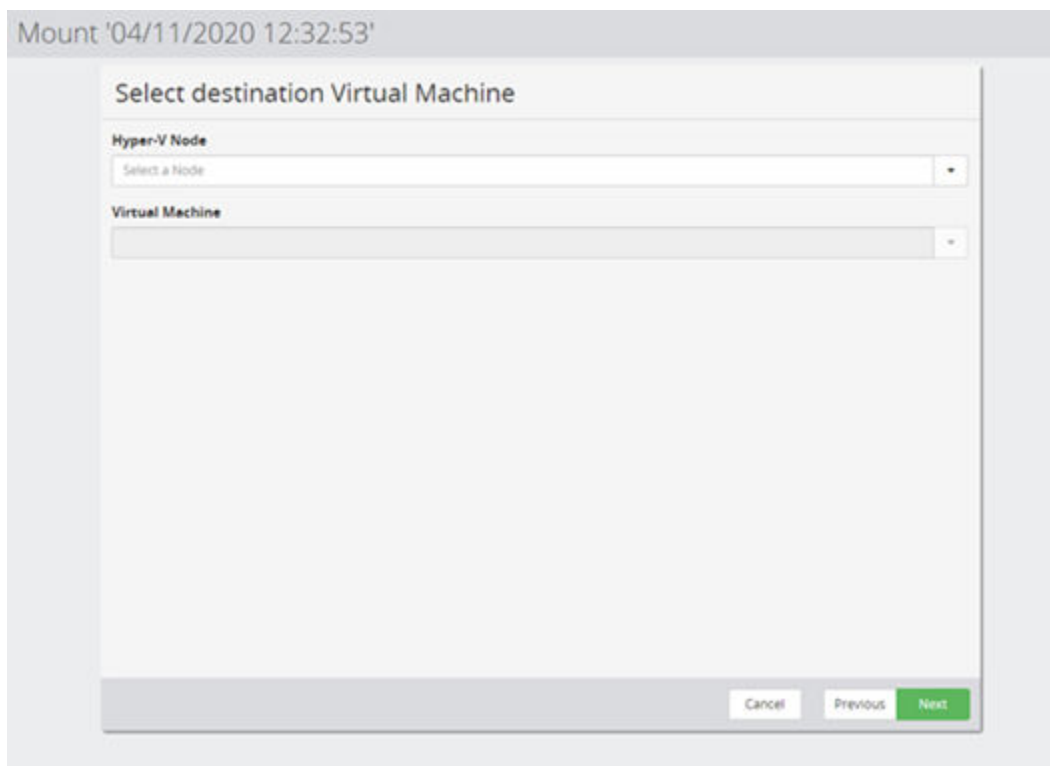 Mount '04/11/2020 12:32:53'
Select destination Virtual Machine
Hyper-V Node
Select a Node
Virtual Machine
Cancel Previous Next